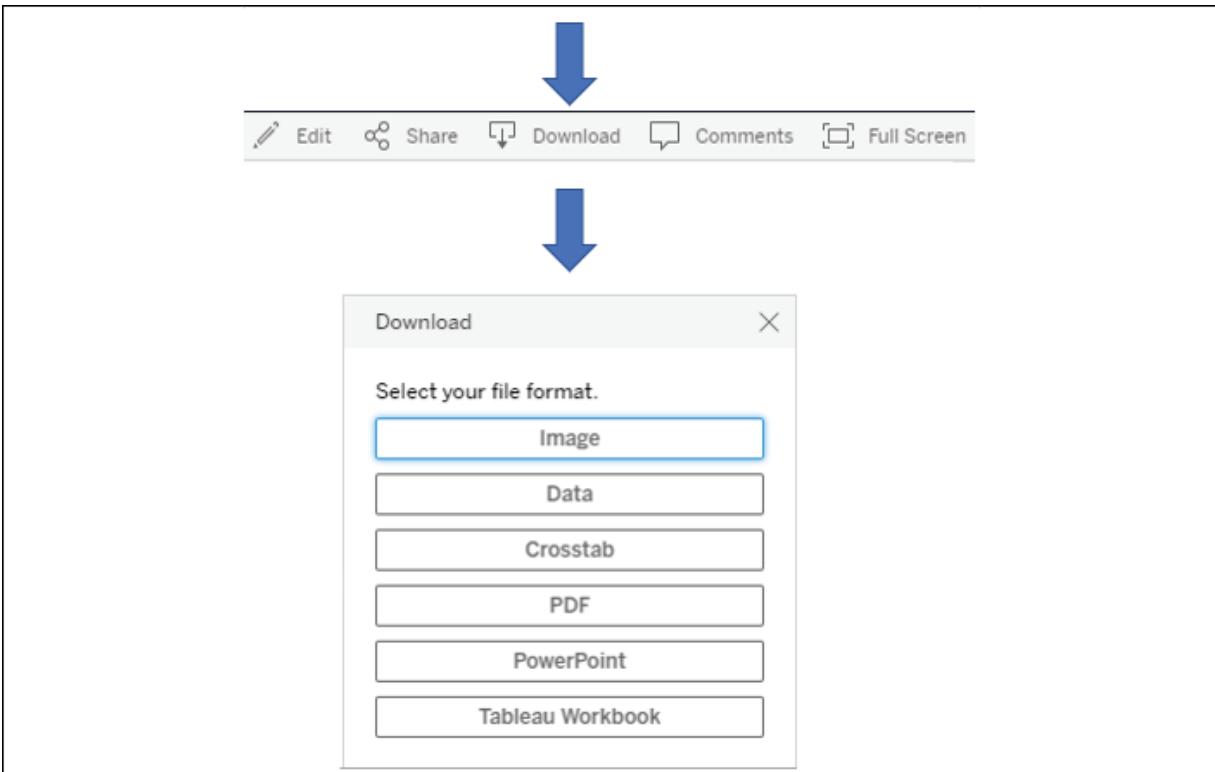 Edit Share Download Comments Full Screen
Download
Select your file format.
Image
Data
Crosstab
PDF
PowerPoint
Tableau Workbook